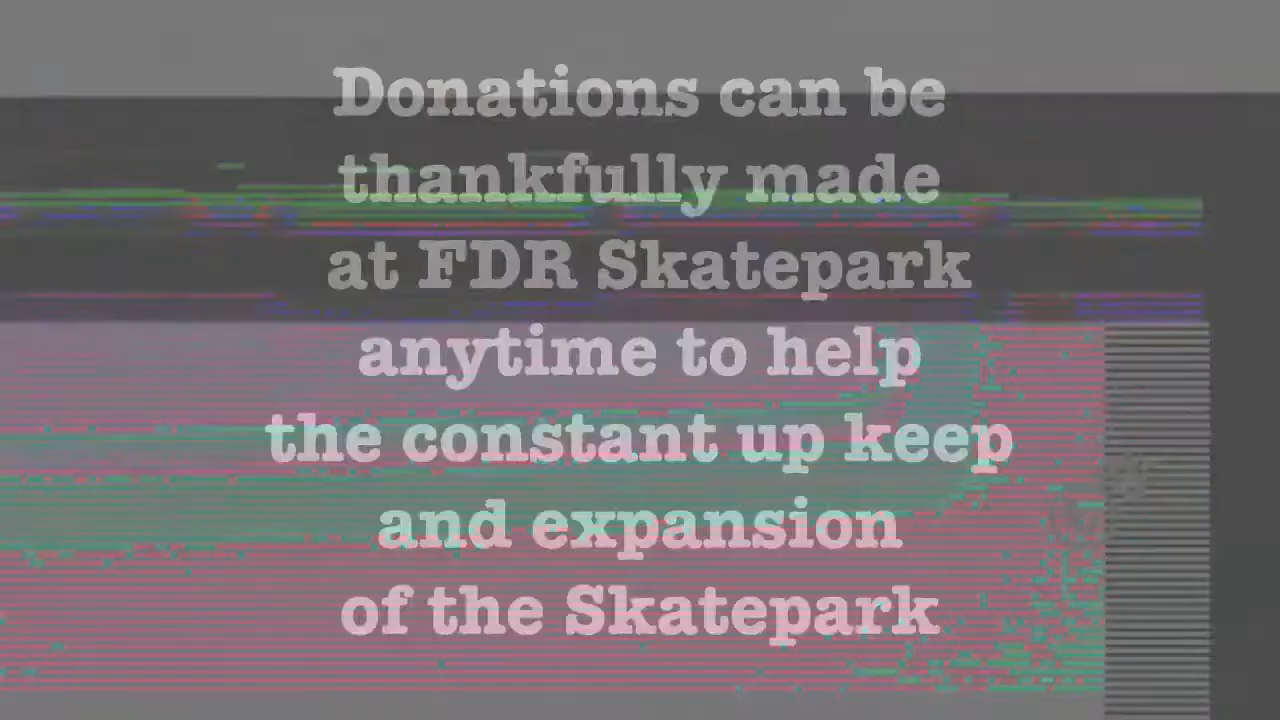 Donations can be
thankfully made
at FDR Skatepark
anytime to help
the constant up keep
and expansion
of the Skatepark